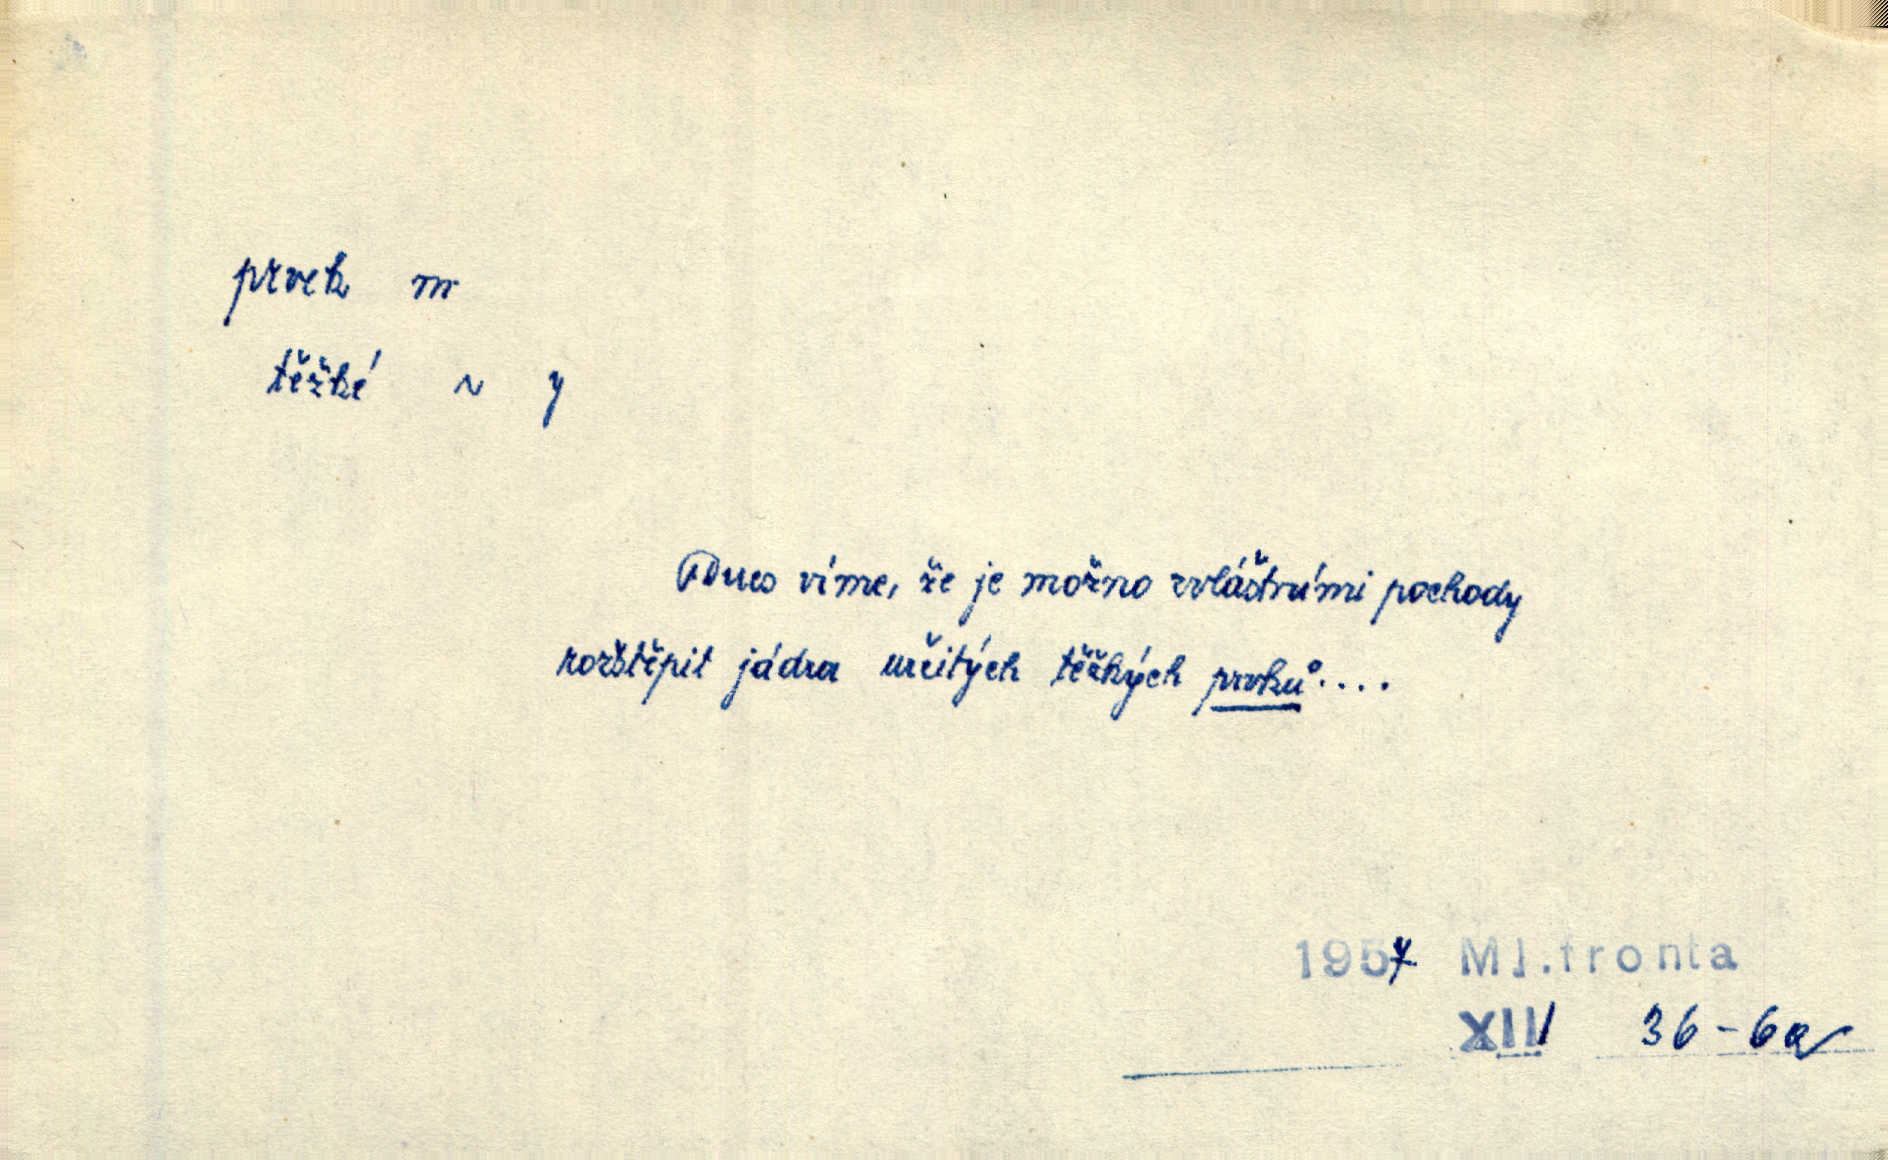 prvek m
těžké ~ y
Dnes víme, že je možno zvláštními pochody
rozštěpit jádra určitých těžkých prvků....
1957 Ml.fronta
XIII 36-6a